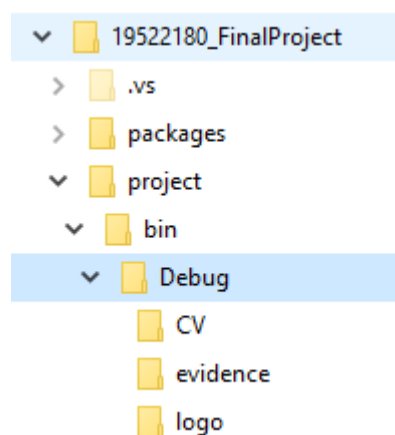 19522180_FinalProject
.vs
packages
project
bin
Debug
CV
evidence
logo